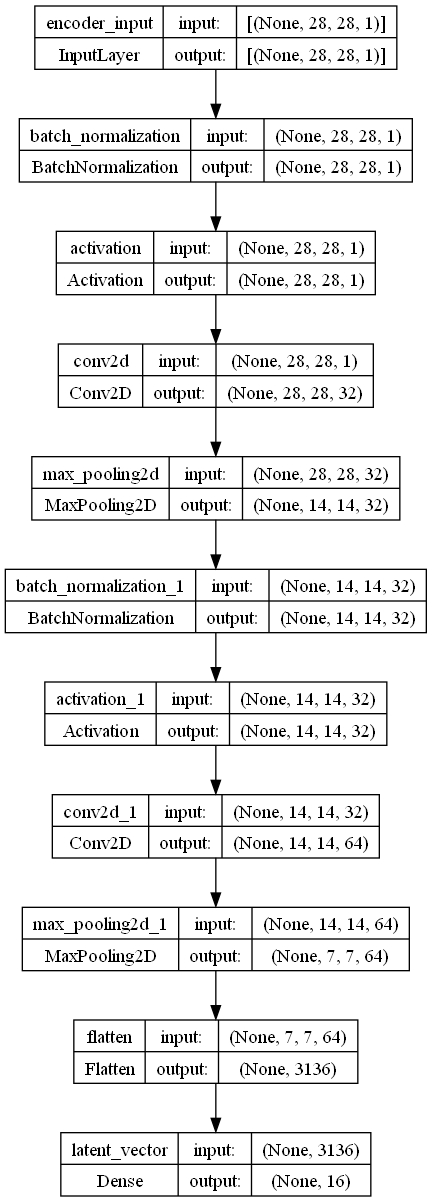 encoder_input input: [(None, 28, 28, 1)]
InputLayer output: [(None, 28, 28, 1)]
batch_normalization input: (None, 28, 28, 1)
BatchNormalization output: (None, 28, 28, 1)
activation input: (None, 28, 28, 1)
Activation output: (None, 28, 28, 1)
conv2d input: (None, 28, 28, 1)
Conv2D output: (None, 28, 28, 32)
max_pooling2d input: (None, 28, 28, 32)
MaxPooling2D output: (None, 14, 14, 32)
batch_normalization_1 input: (None, 14, 14, 32)
BatchNormalization output: (None, 14, 14, 32)
activation_1 input: (None, 14, 14, 32)
Activation output: (None, 14, 14, 32)
conv2d_1 input: (None, 14, 14, 32)
Conv2D output: (None, 14, 14, 64)
max_pooling2d_1 input: (None, 14, 14, 64)
MaxPooling2D output: (None, 7, 7, 64)
flatten input: (None, 7, 7, 64)
Flatten output: (None, 3136)
latent_vector input: (None, 3136)
Dense output: (None, 16)